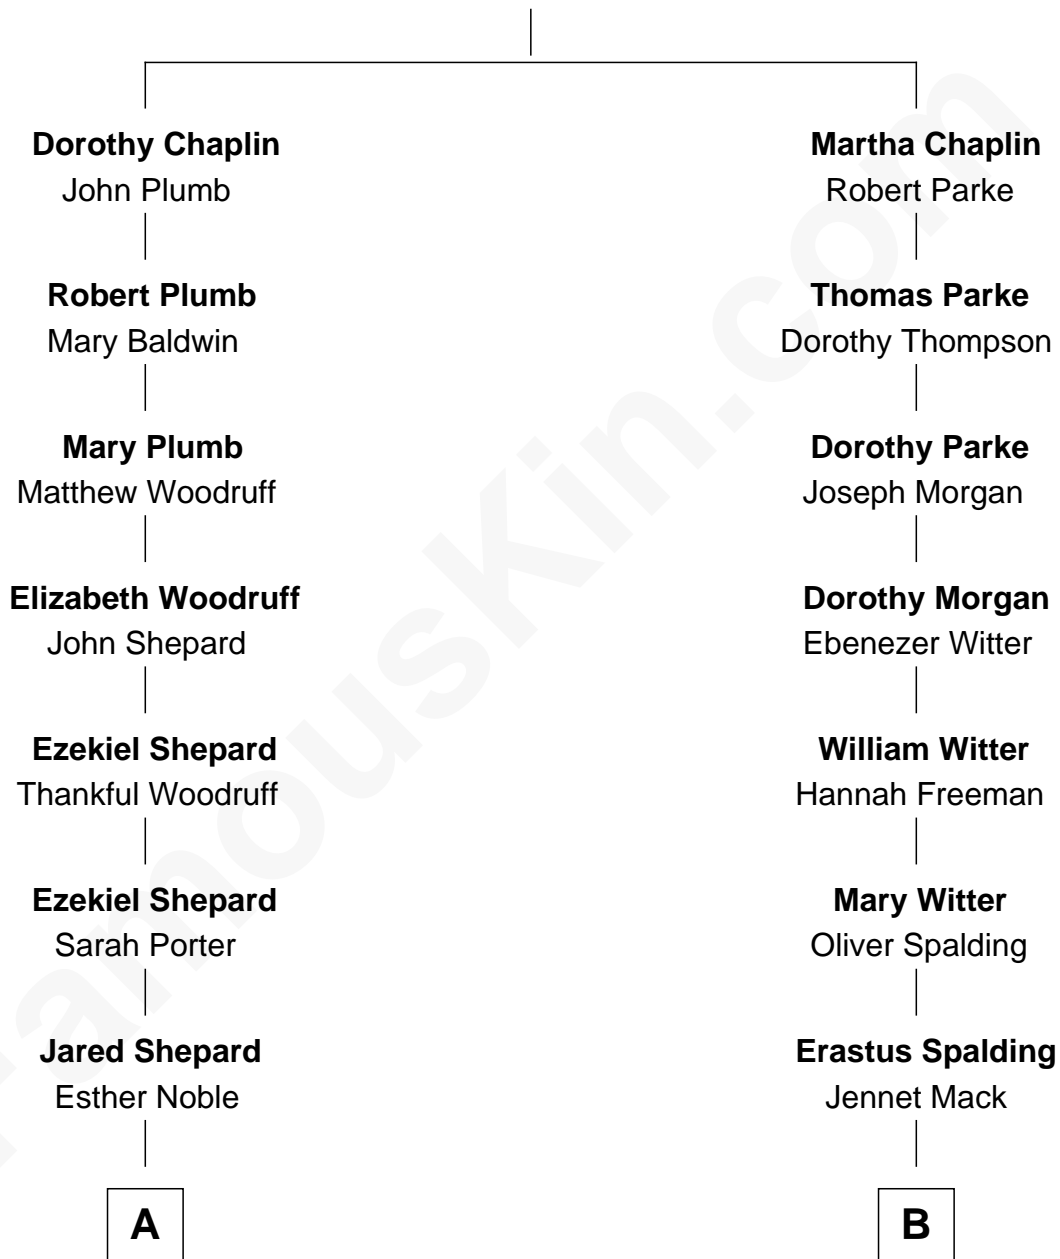 Dorothy Chaplin
John Plumb
Robert Plumb
Mary Baldwin
Mary Plumb
Matthew Woodruff
Elizabeth Woodruff
John Shepard
Ezekiel Shepard
Thankful Woodruff
Ezekiel Shepard
Sarah Porter
Jared Shepard
Esther Noble
A
Martha Chaplin
Robert Parke
Thomas Parke
Dorothy Thompson
Dorothy Parke
Joseph Morgan
Dorothy Morgan
Ebenezer Witter
William Witter
Hannah Freeman
Mary Witter
Oliver Spalding
Erastus Spalding
Jennet Mack
B
FamousKin.com